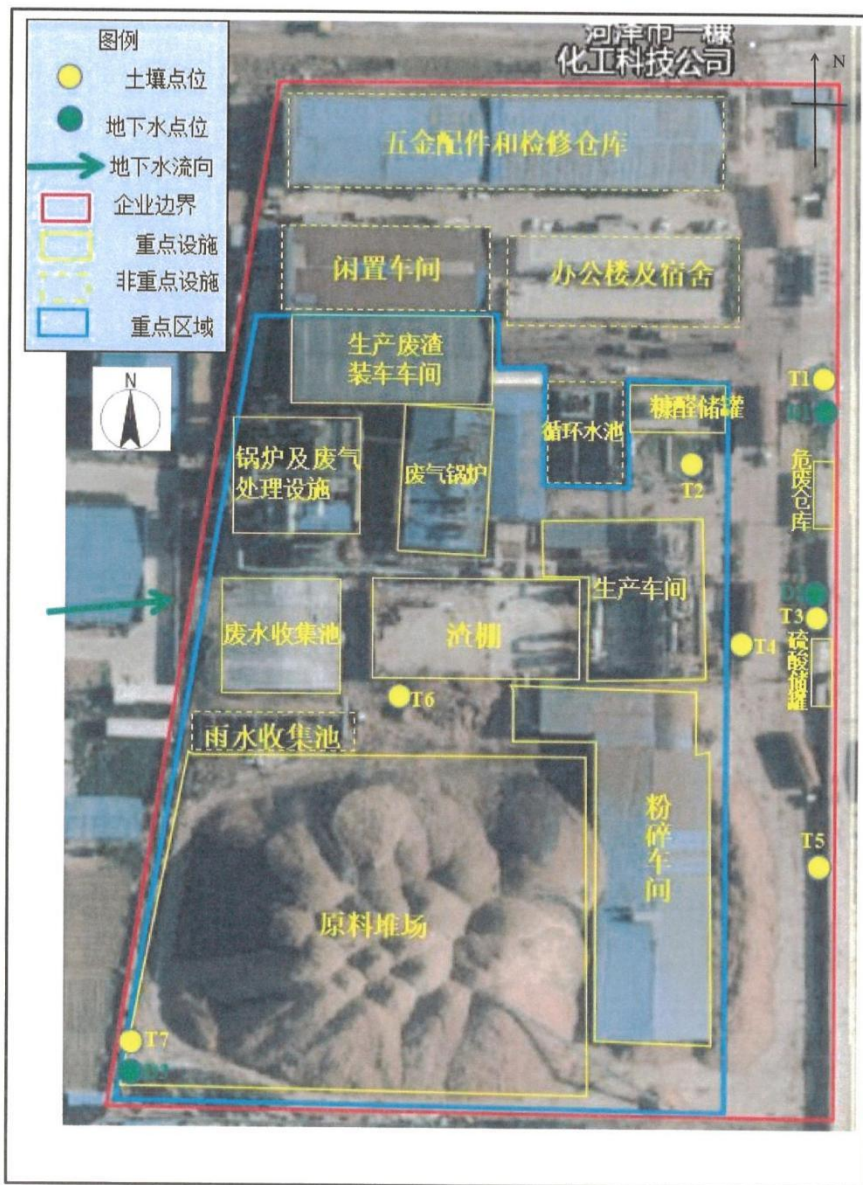 河泽市一糠
化工科技公司
N
图例
土壤点位
地下水点位
地下水流向
企业边界
重点设施
非重点设施
重点区域
N
五金配件和检修仓库
闲置车间
办公楼及宿舍
生产废渣
装车车间
糠醛储罐
循环水池
T1
D1
锅炉及废气
处理设施
废气锅炉
T2
危废仓库
生产车间
D2
T3
废水收集池
渣棚
T4
硫酸储罐
T6
雨水收集池
粉碎车间
T5
原料堆场
T7